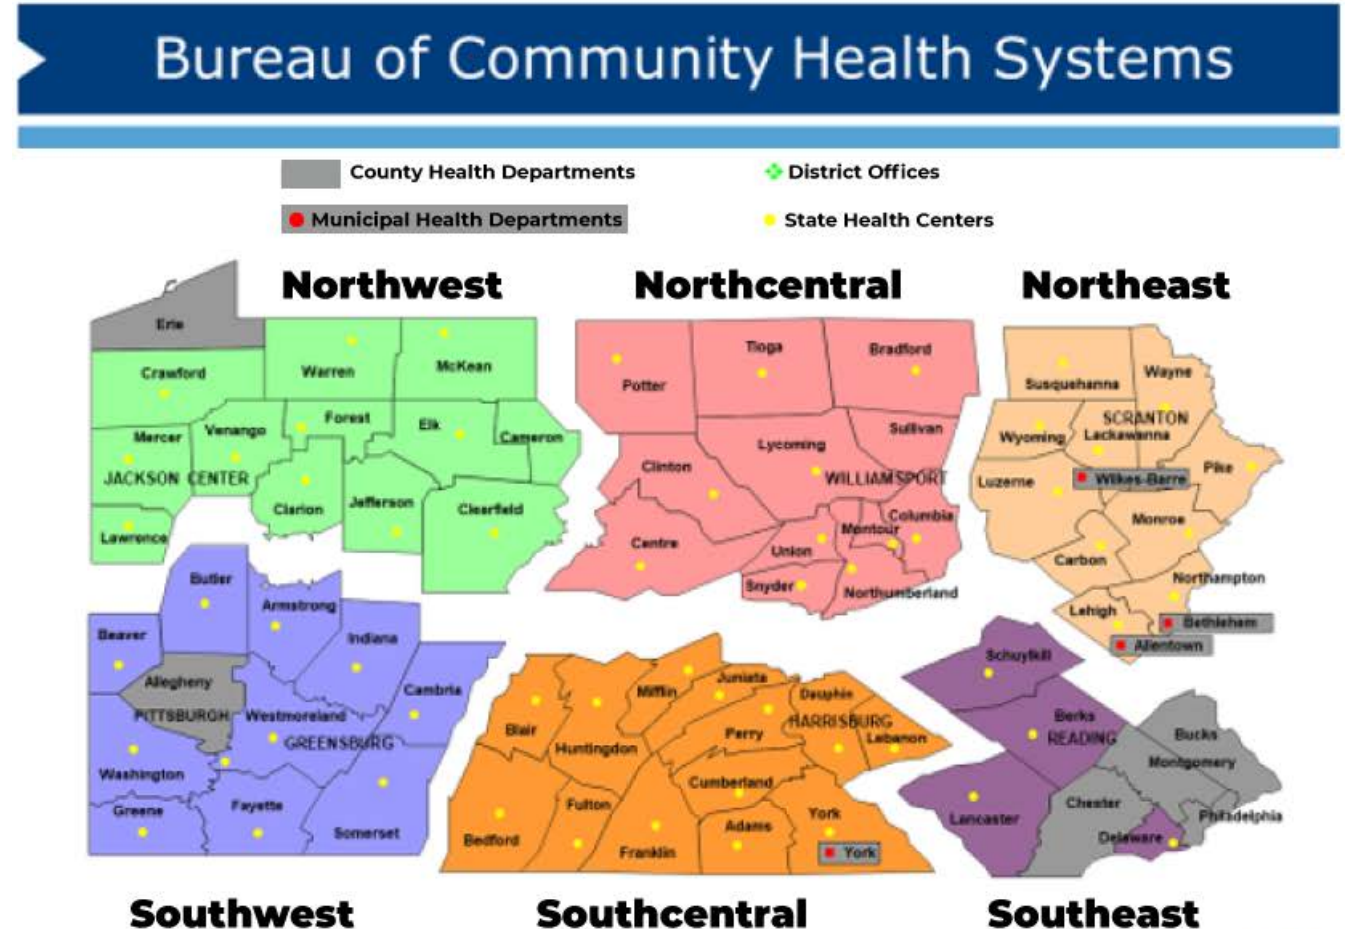 Bureau of Community Health Systems
County Health Departments
District Offices
Municipal Health Departments
State Health Centers
Northwest
Northcentral
Northeast
Erie
Crawford
Warren
McKean
Mercer
Venango
Forest
Elk
Cameron
JACKSON CENTER
Clarion
Jefferson
Clearfield
Lawrence
Potter
Tioga
Bradford
Sullivan
Lycoming
Clinton
WILLIAMSPORT
Columbia
Montour
Centre
Union
Snyder
Northumberland
Susquehanna
Wayne
SCRANTON
Wyoming
Lackawanna
Pike
Luzerne
Wilkes-Barre
Monroe
Carbon
Northampton
Lehigh
Bethleham
Allentown
Butler
Armstrong
Beaver
Indiana
Allegheny
Cambria
PITTSBURGH
Westmoreland
GREENSBURG
Washington
Greene
Fayette
Somerset
Mifflin
Juniata
Dauphin
Blair
Perry
HARRISBURG
Huntingdon
Lebanon
Cumberland
Fulton
York
Bedford
Adams
Franklin
York
Schuylkill
Berks
READING
Bucks
Montgomery
Chester
Lancaster
Philadelphia
Delaware
Southwest
Southcentral
Southeast